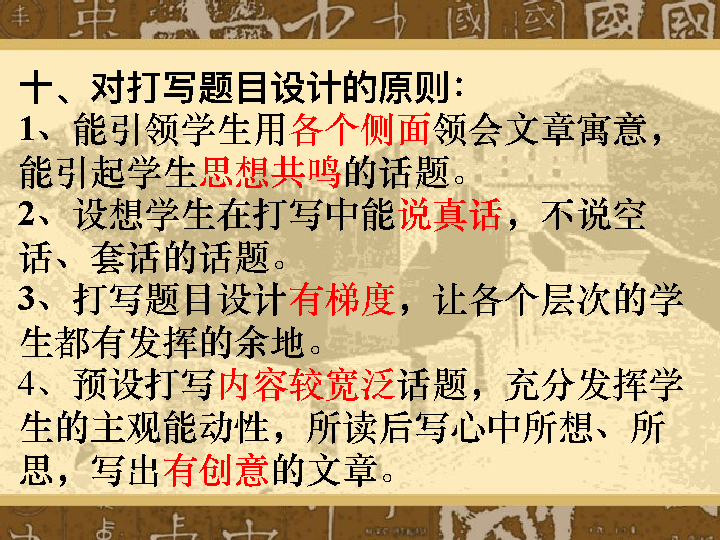 十、对打写题目设计的原则：
1、能引领学生用各个侧面领会文章寓意，
能引起学生思想共鸣的话题。
2、设想学生在打写中能说真话，不说空
话、套话的话题。
3、打写题目设计有梯度，让各个层次的学
生都有发挥的余地。
4、预设打写内容较宽泛话题，充分发挥学
生的主观能动性，所读后写心中所想、所
思，写出有创意的文章。